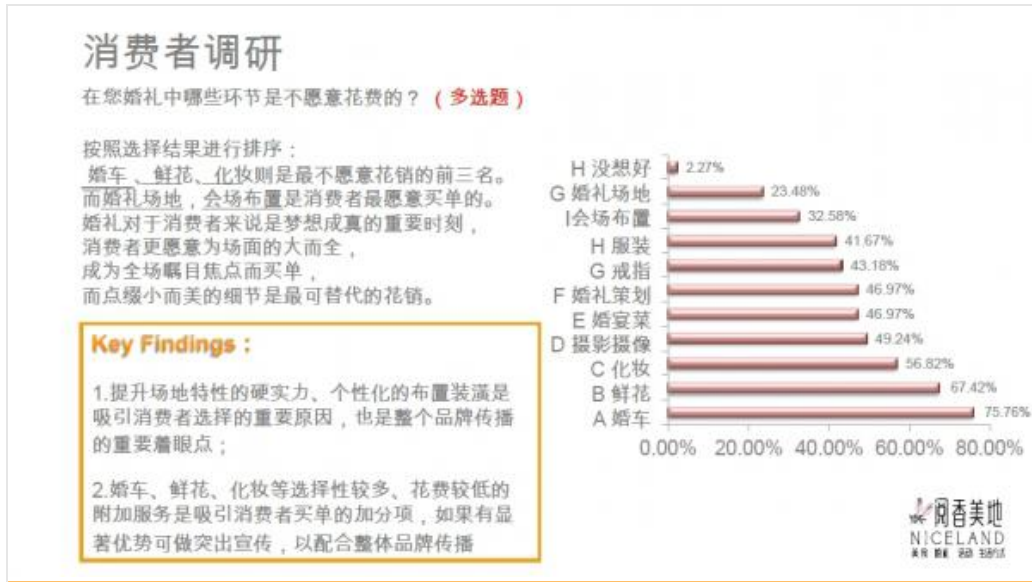 消费者调研
在您婚礼中哪些环节是不愿意花费的？（多选题）
按照选择结果进行排序：
婚车、鲜花、化妆则是最不愿意花销的前三名。
而婚礼场地，会场布置是消费者最愿意买单的。
婚礼对于消费者来说是梦想成真的重要时刻，
消费者更愿意为场面的大而全，
成为全场瞩目焦点而买单，
而点缀小而美的细节是最可替代的花销。
Key Findings：
1.提升场地特性的硬实力、个性化的布置装潢是
吸引消费者选择的重要原因，也是整个品牌传播
的重要着眼点；
2.婚车、鲜花、化妆等选择性较多、花费较低的
附加服务是吸引消费者买单的加分项，如果有显
著优势可做突出宣传，以配合整体品牌传播
H 没想好 2.27%
G 婚礼场地 23.48%
I会场布置 32.58%
H 服装 41.67%
G 戒指 43.18%
F 婚礼策划 46.97%
E 婚宴菜 46.97%
D 摄影摄像 49.24%
C 化妆 56.82%
B 鲜花 67.42%
A 婚车 75.76%
0.00% 20.00% 40.00% 60.00% 80.00%
阅香美地
NICELAND